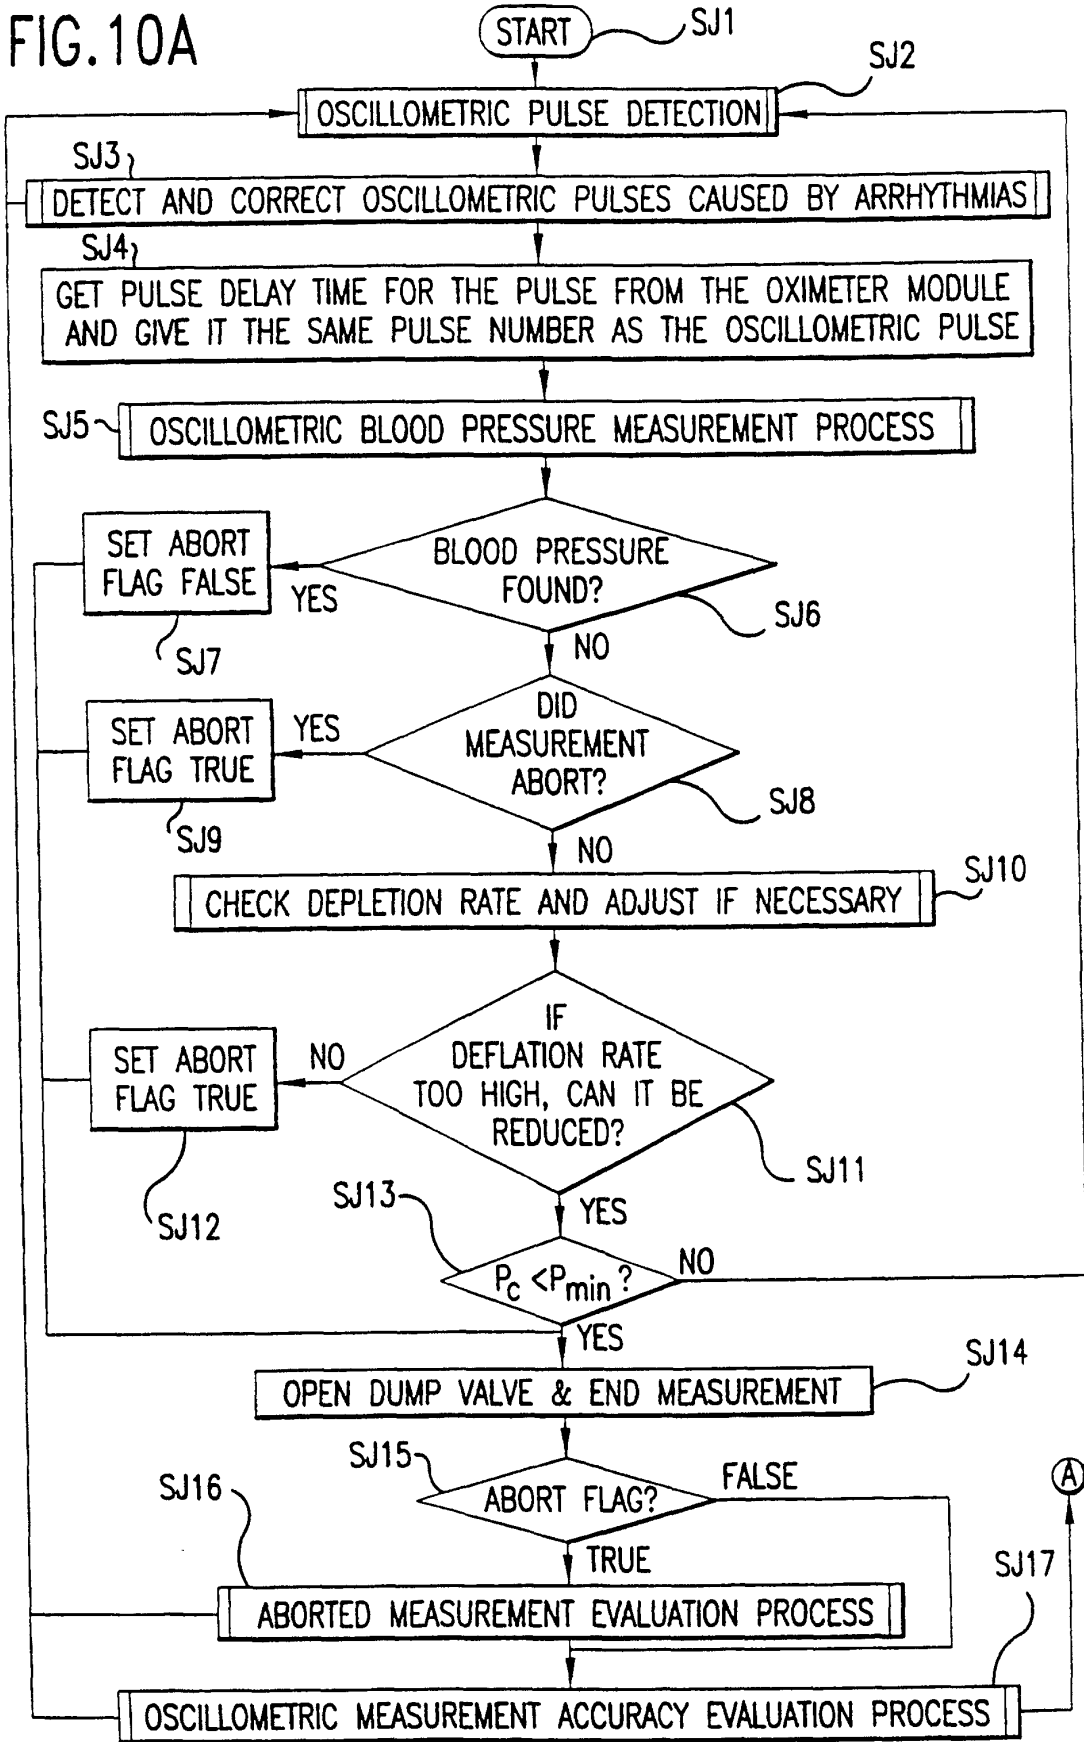 FIG.10A
START
SJ1
SJ2
OSCILLOMETRIC PULSE DETECTION
SJ3
DETECT AND CORRECT OSCILLOMETRIC PULSES CAUSED BY ARRHYTHMIAS
SJ4
GET PULSE DELAY TIME FOR THE PULSE FROM THE OXIMETER MODULE
AND GIVE IT THE SAME PULSE NUMBER AS THE OSCILLOMETRIC PULSE
SJ5
OSCILLOMETRIC BLOOD PRESSURE MEASUREMENT PROCESS
SET ABORT
FLAG FALSE
YES
BLOOD PRESSURE
FOUND?
SJ6
SJ7
NO
SET ABORT
FLAG TRUE
YES
DID
MEASUREMENT
ABORT?
SJ8
SJ9
NO
SJ10
CHECK DEPLETION RATE AND ADJUST IF NECESSARY
SET ABORT
FLAG TRUE
NO
IF
DEFLATION RATE
TOO HIGH, CAN IT BE
REDUCED?
SJ11
SJ12
SJ13
YES
Pc <Pmin ?
NO
YES
SJ14
OPEN DUMP VALVE & END MEASUREMENT
SJ15
ABORT FLAG?
FALSE
A
SJ16
TRUE
SJ17
ABORTED MEASUREMENT EVALUATION PROCESS
OSCILLOMETRIC MEASUREMENT ACCURACY EVALUATION PROCESS